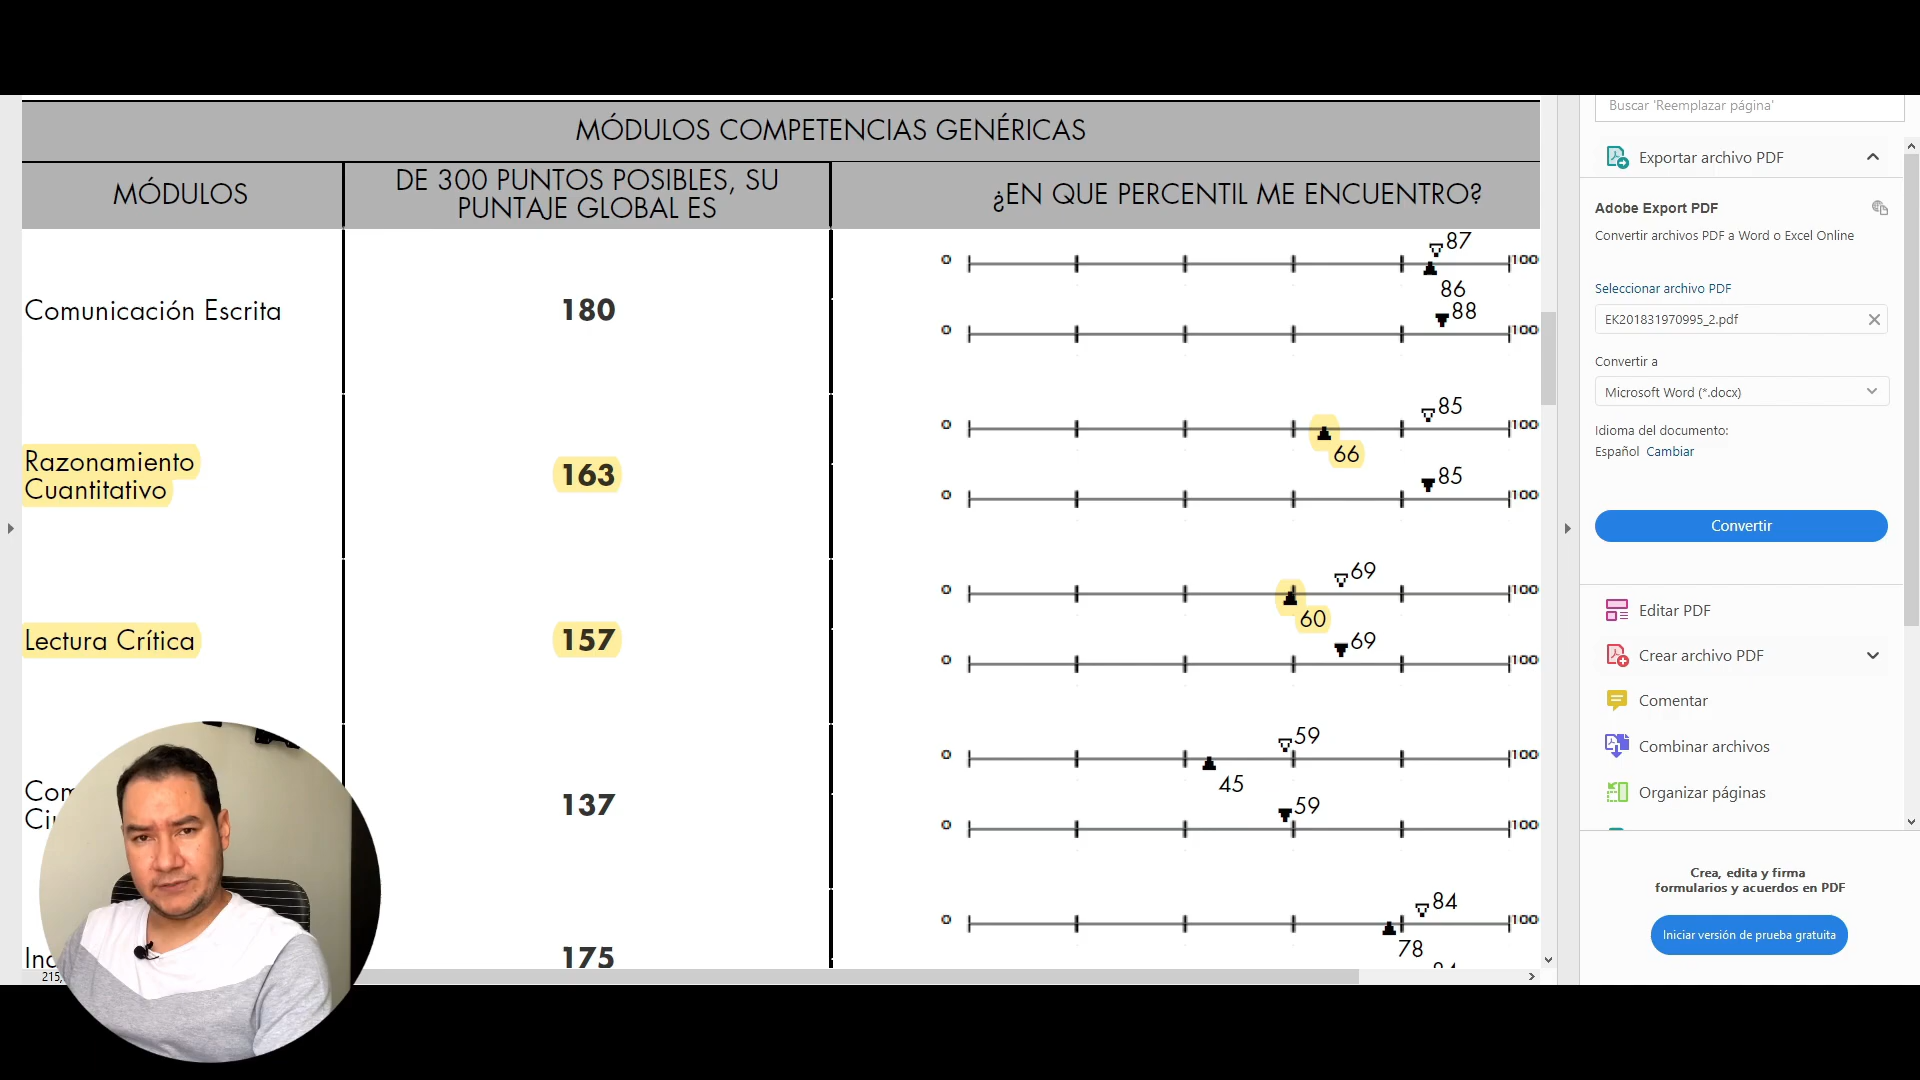 MÓDULOS COMPETENCIAS GENÉRICAS
MÓDULOS
DE 300 PUNTOS POSIBLES, SU
PUNTAJE GLOBAL ES
¿EN QUE PERCENTIL ME ENCUENTRO?
Comunicación Escrita
180
0 100
87
86
0 100
88
Razonamiento
Cuantitativo
163
0 100
85
66
0 100
85
Lectura Crítica
157
0 100
69
60
0 100
69
137
0 100
59
45
0 100
59
175
0 100
84
78
Buscar 'Reemplazar página'
Exportar archivo PDF
Adobe Export PDF
Convertir archivos PDF a Word o Excel Online
Seleccionar archivo PDF
EK201831970995_2.pdf
Convertir a
Microsoft Word (*.docx)
Idioma del documento:
Español Cambiar
Convertir
Editar PDF
Crear archivo PDF
Comentar
Combinar archivos
Organizar páginas
Crea, edita y firma
formularios y acuerdos en PDF
Iniciar versión de prueba gratuita